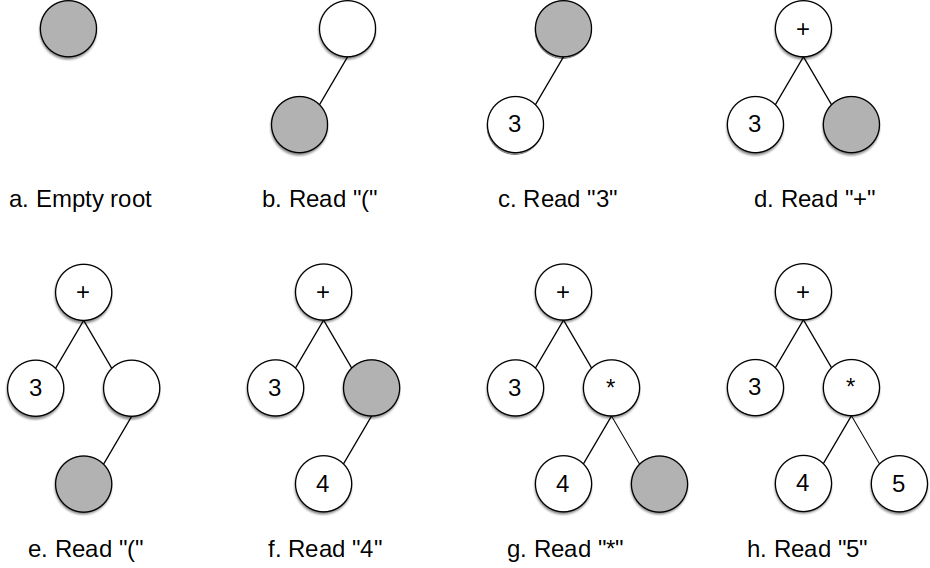 +
3
3
a. Empty root
b. Read "("
c. Read "3"
d. Read "+"
+
+
+
+
3
3
3
*
3
*
4
4
4
5
e. Read "("
f. Read "4"
g. Read "*"
h. Read "5"